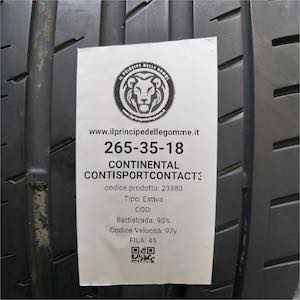 IL PRINCIPE DELLE GOMME
www.ilprincipedellegomme.it
265-35-18
CONTINENTAL
CONTISPORTCONTACT3
codice prodotto: 23880
Tipo: Estiva
COD:
Battistrada: 90%
Codice Velocità: 97y
FILA: 45